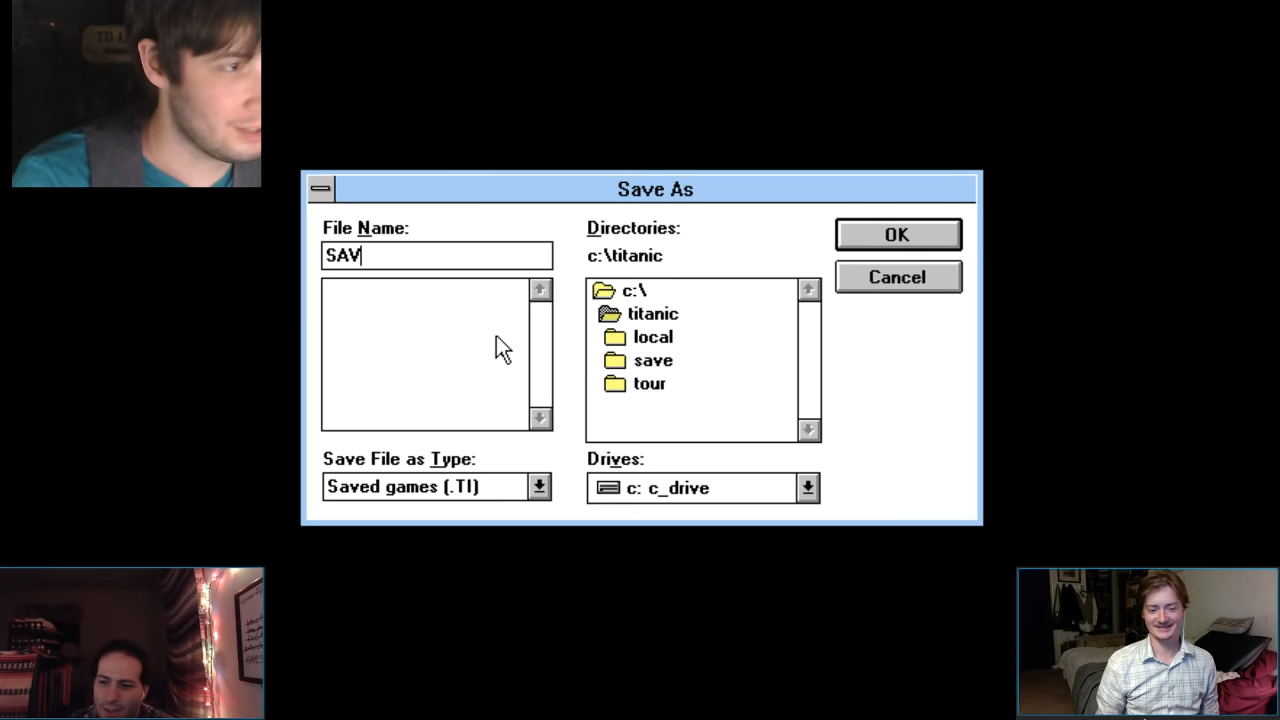 TO L
Save As
File Name:
SAV
Directories:
c:\titanic
c:\
titanic
local
save
tour
OK
Cancel
Save File as Type:
Saved games (.TI)
Drives:
c: c_drive